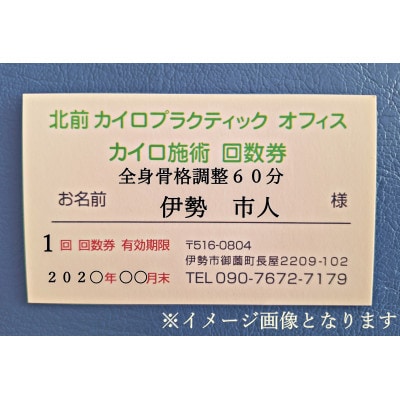 北前 カイロプラクティック オフィス
カイロ施術 回数券
全身骨格調整60分
お名前 伊勢 市人 様
1回 回数券 有効期限
202〇年〇〇月末
〒516-0804
伊勢市御薗町長屋2209-102
TEL 090-7672-7179
※イメージ画像となります